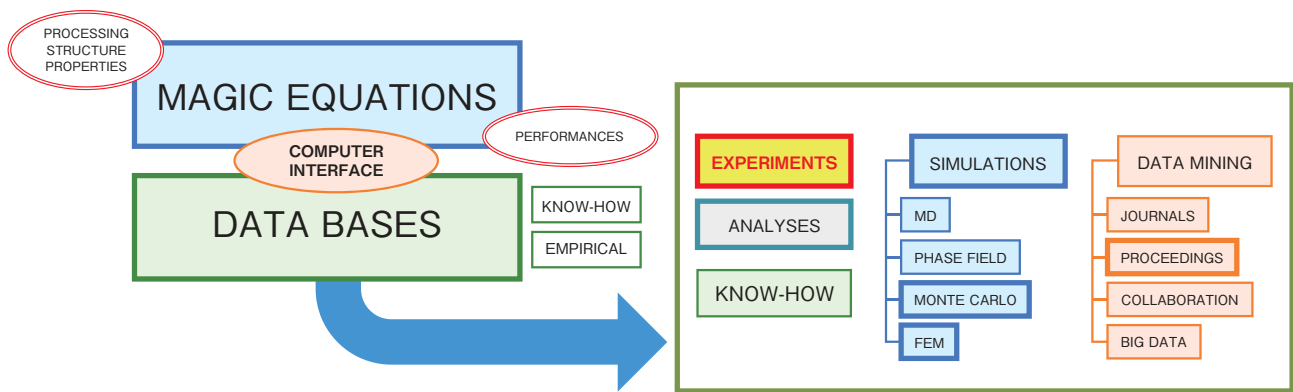 PROCESSING
STRUCTURE
PROPERTIES
MAGIC EQUATIONS
PERFORMANCES
COMPUTER
INTERFACE
DATA BASES
KNOW-HOW
EMPIRICAL
EXPERIMENTS
ANALYSES
KNOW-HOW
SIMULATIONS
MD
PHASE FIELD
MONTE CARLO
FEM
DATA MINING
JOURNALS
PROCEEDINGS
COLLABORATION
BIG DATA